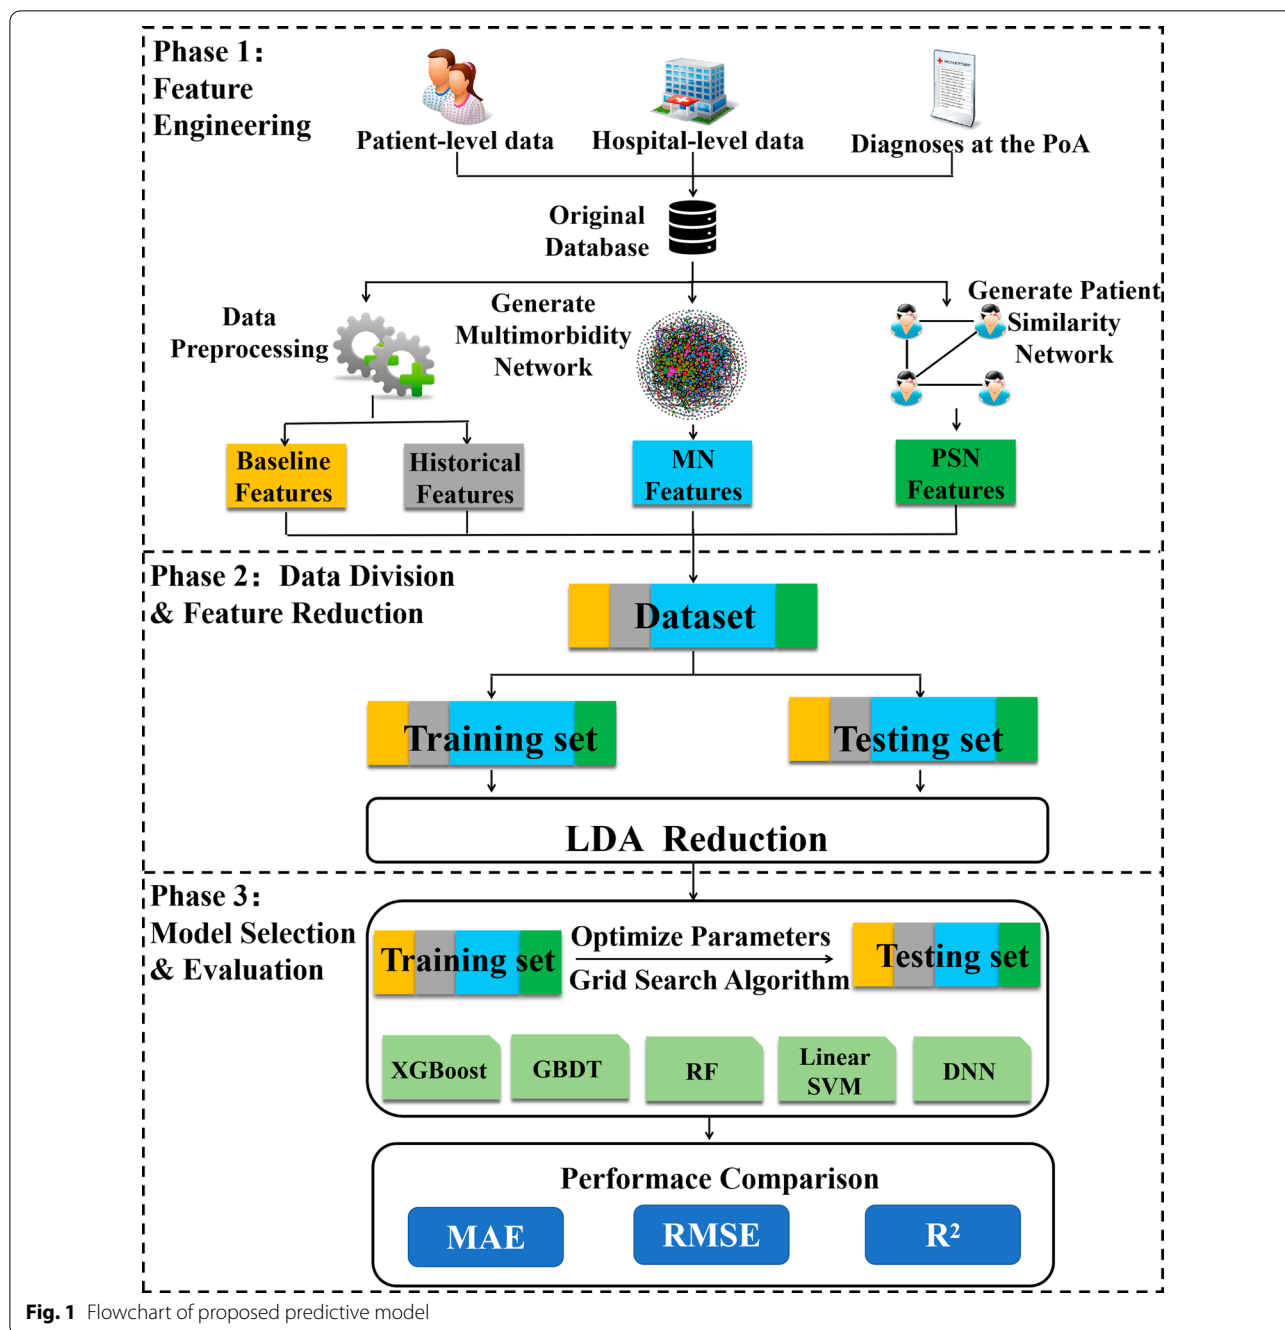 Phase 1:
Feature
Engineering
Patient-level data
Hospital-level data
Diagnoses at the PoA
Original
Database
Data
Preprocessing
Generate
Multimorbidity
Network
Generate Patient
Similarity
Network
Baseline
Features
Historical
Features
MN
Features
PSN
Features
Phase 2: Data Division
& Feature Reduction
Dataset
Training set
Testing set
LDA Reduction
Phase 3:
Model Selection
& Evaluation
Training set
Optimize Parameters
Grid Search Algorithm
Testing set
XGBoost
GBDT
RF
Linear
SVM
DNN
Performace Comparison
MAE
RMSE
R²
Fig. 1 Flowchart of proposed predictive model